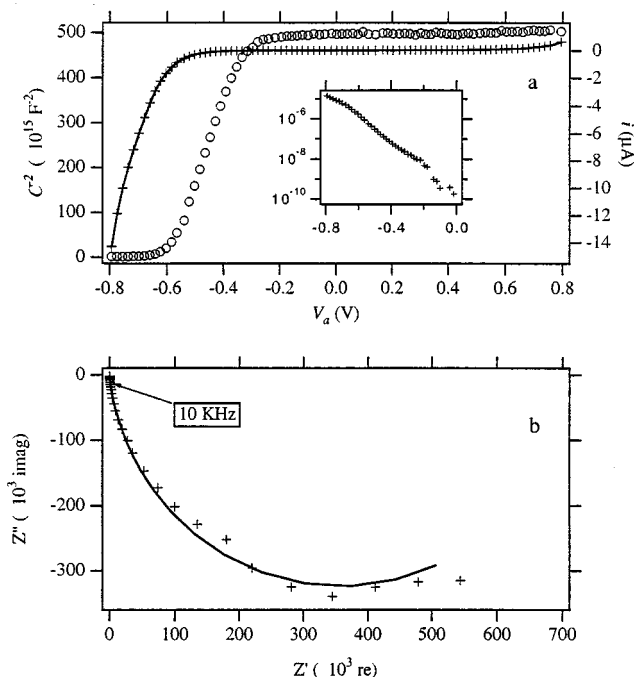 500
400
300
200
100
0
C⁻² ( 10¹⁵ F⁻²)
a
0
-2
-4
-6
-8
-10
-12
-14
i (µA)
10⁻⁶
10⁻⁸
10⁻¹⁰
-0.8 -0.4 0.0
-0.8 -0.6 -0.4 -0.2 0.0 0.2 0.4 0.6 0.8
Vₐ (V)
0
-100
-200
-300
Z" ( 10³ imag)
10 KHz
b
0 100 200 300 400 500 600 700
Z' ( 10³ re)